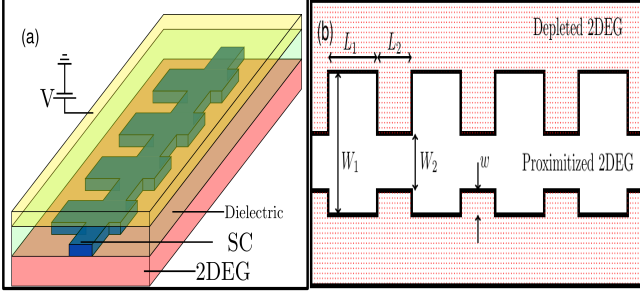 (a)
V
Dielectric
SC
2DEG
(b)
Depleted 2DEG
L₁
L₂
W₁
W₂
w
Proximitized 2DEG